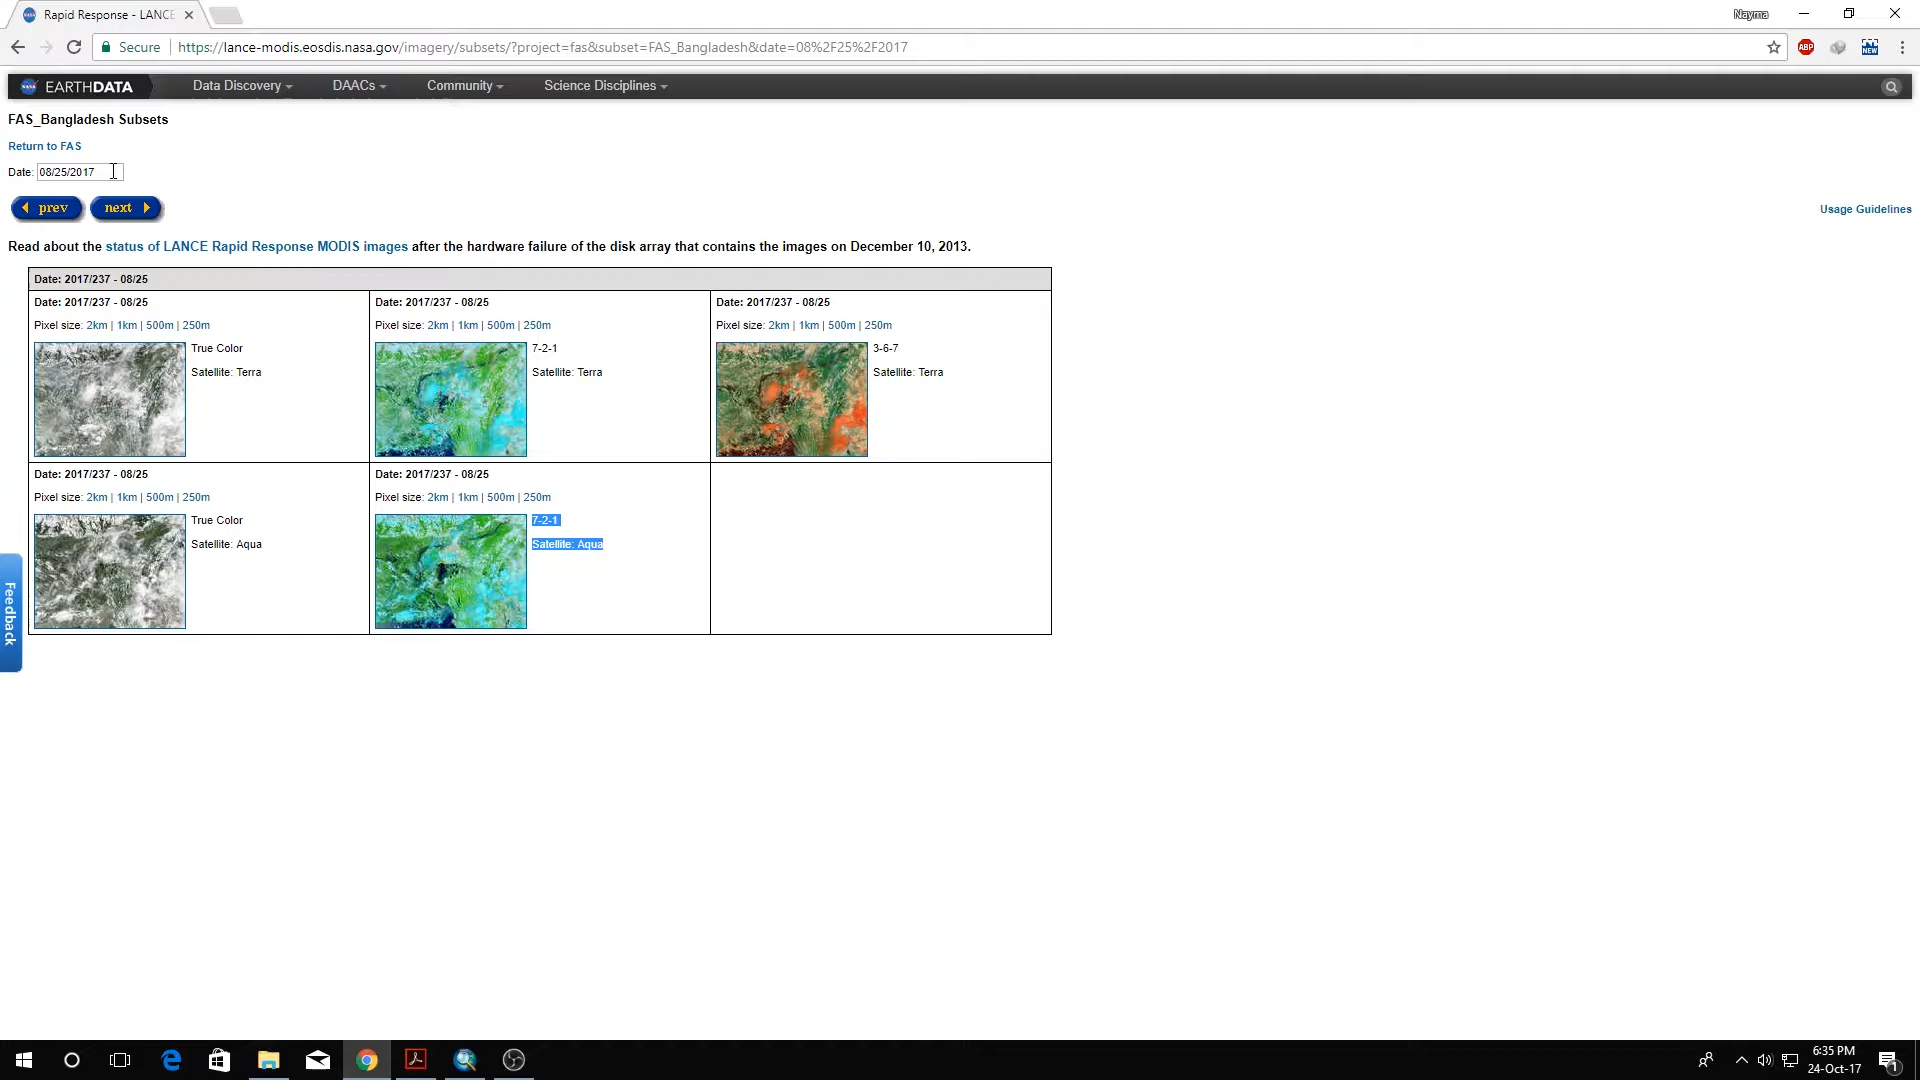 Rapid Response - LANCE
Nayma
Secure
https://lance-modis.eosdis.nasa.gov/imagery/subsets/?project=fas&subset=FAS_Bangladesh&date=08%2F25%2F2017
ABP
NEW
NASA
EARTHDATA
Data Discovery
DAACs
Community
Science Disciplines
FAS_Bangladesh Subsets
Return to FAS
Date: 08/25/2017
prev
next
Usage Guidelines
Read about the status of LANCE Rapid Response MODIS images after the hardware failure of the disk array that contains the images on December 10, 2013.
Date: 2017/237 - 08/25
Date: 2017/237 - 08/25
Pixel size: 2km | 1km | 500m | 250m
True Color
Satellite: Terra
Date: 2017/237 - 08/25
Pixel size: 2km | 1km | 500m | 250m
7-2-1
Satellite: Terra
Date: 2017/237 - 08/25
Pixel size: 2km | 1km | 500m | 250m
3-6-7
Satellite: Terra
Date: 2017/237 - 08/25
Pixel size: 2km | 1km | 500m | 250m
True Color
Satellite: Aqua
Date: 2017/237 - 08/25
Pixel size: 2km | 1km | 500m | 250m
7-2-1
Satellite: Aqua
Feedback
6:35 PM
24-Oct-17
1